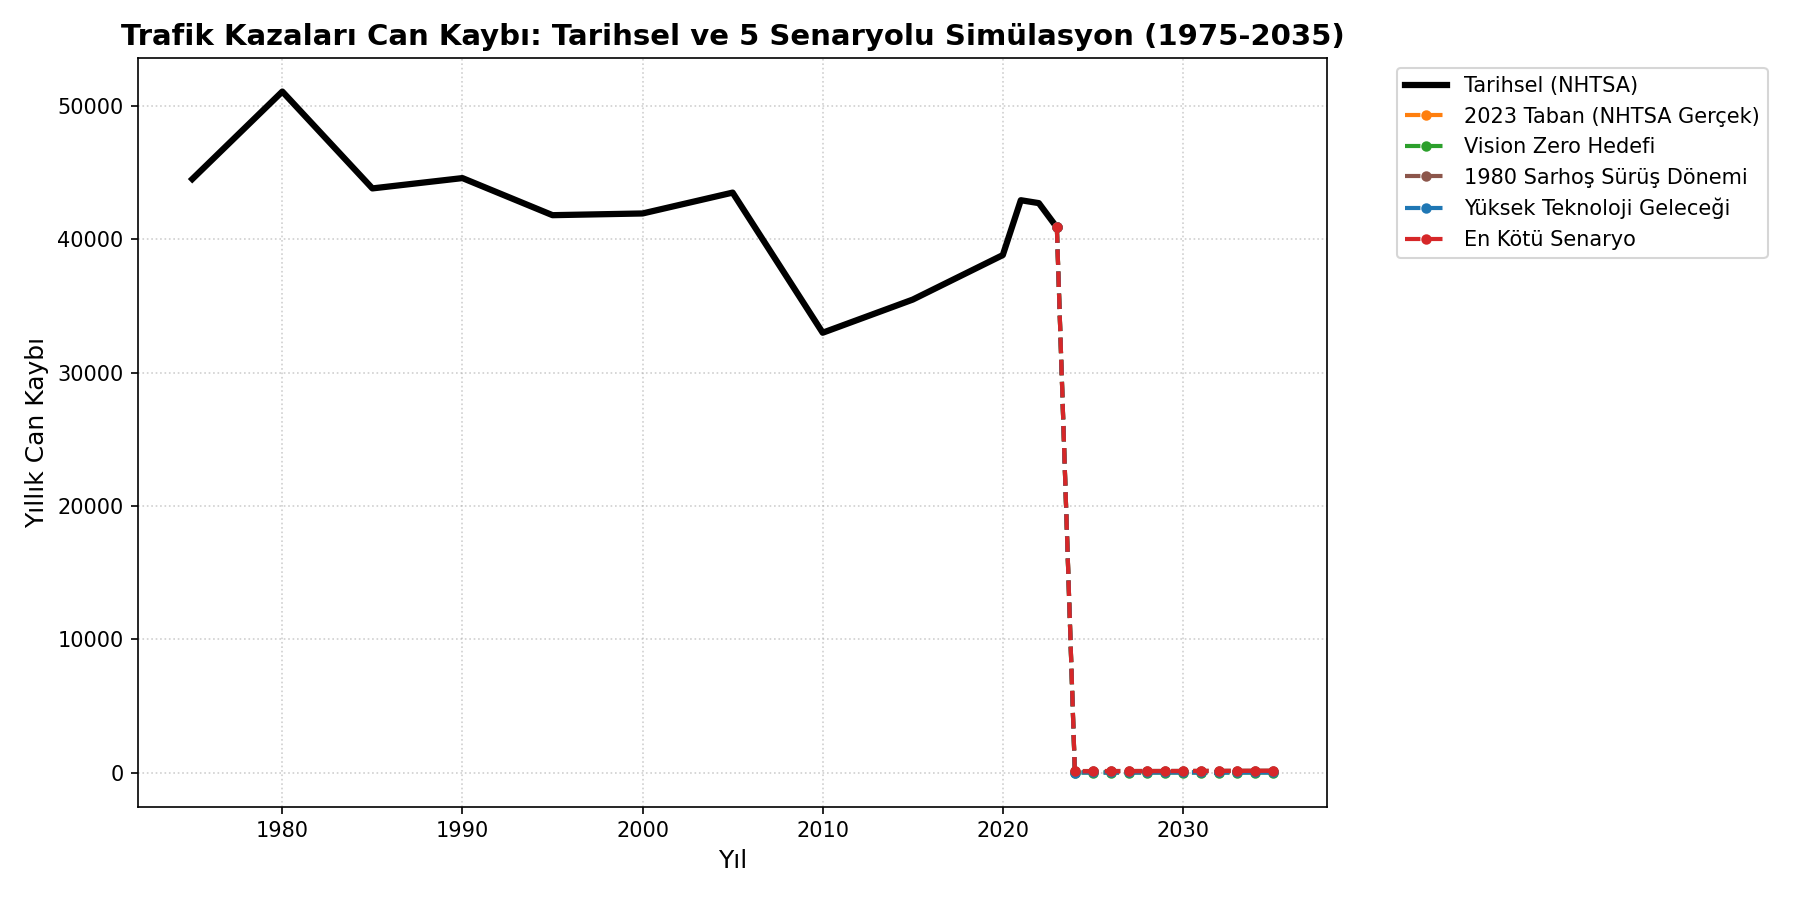 Trafik Kazaları Can Kaybı: Tarihsel ve 5 Senaryolu Simülasyon (1975-2035)
Tarihsel (NHTSA)
2023 Taban (NHTSA Gerçek)
Vision Zero Hedefi
1980 Sarhoş Sürüş Dönemi
Yüksek Teknoloji Geleceği
En Kötü Senaryo
Yıllık Can Kaybı
50000
40000
30000
20000
10000
0
1980
1990
2000
2010
2020
2030
Yıl